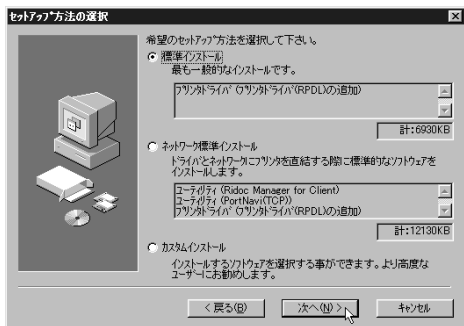 セットアップ方法の選択
希望のセットアップ方法を選択して下さい。
標準インストール
最も一般的なインストールです。
プリンタドライバ (プリンタドライバ(RPDL)の追加)
計:6930KB
ネットワーク標準インストール
ドライバとネットワークにプリンタを直結する際に標準的なソフトウェアを
インストールします。
ユーティリティ (Ridoc Manager for Client)
ユーティリティ (PortNavi(TCP))
プリンタドライバ (プリンタドライバ(RPDL)の追加)
計:12130KB
カスタムインストール
インストールするソフトウェアを選択する事ができます。より高度な
ユーザーにお勧めします。
< 戻る(B)
次へ(N) >
キャンセル